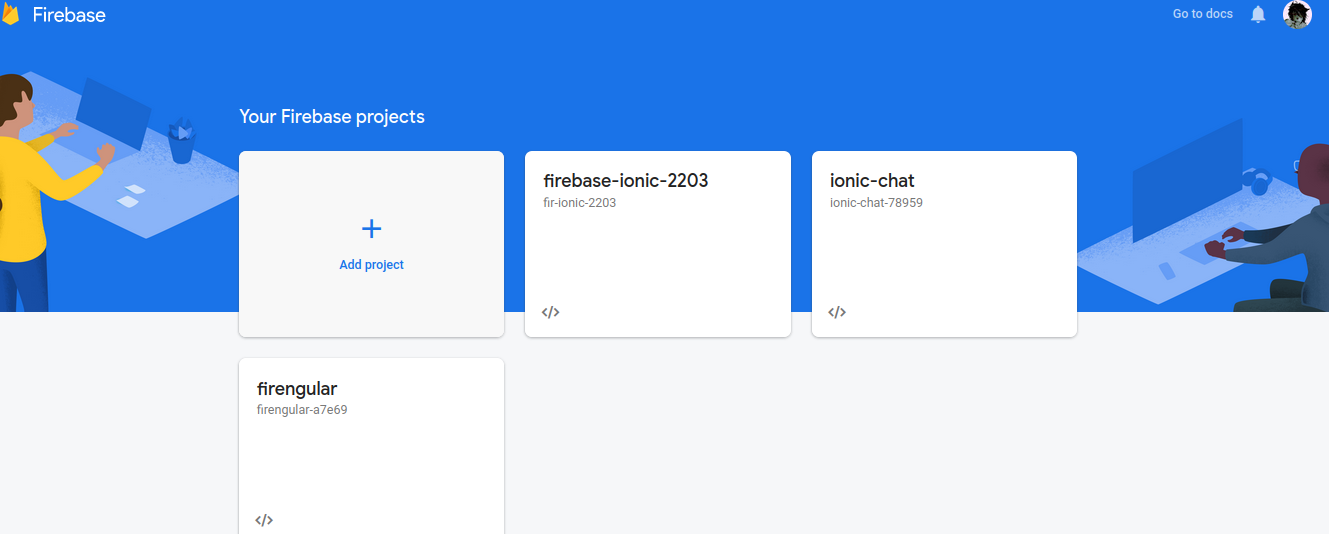 Firebase
Go to docs
Your Firebase projects
Add project
firebase-ionic-2203
fir-ionic-2203
ionic-chat
ionic-chat-78959
firengular
firengular-a7e69